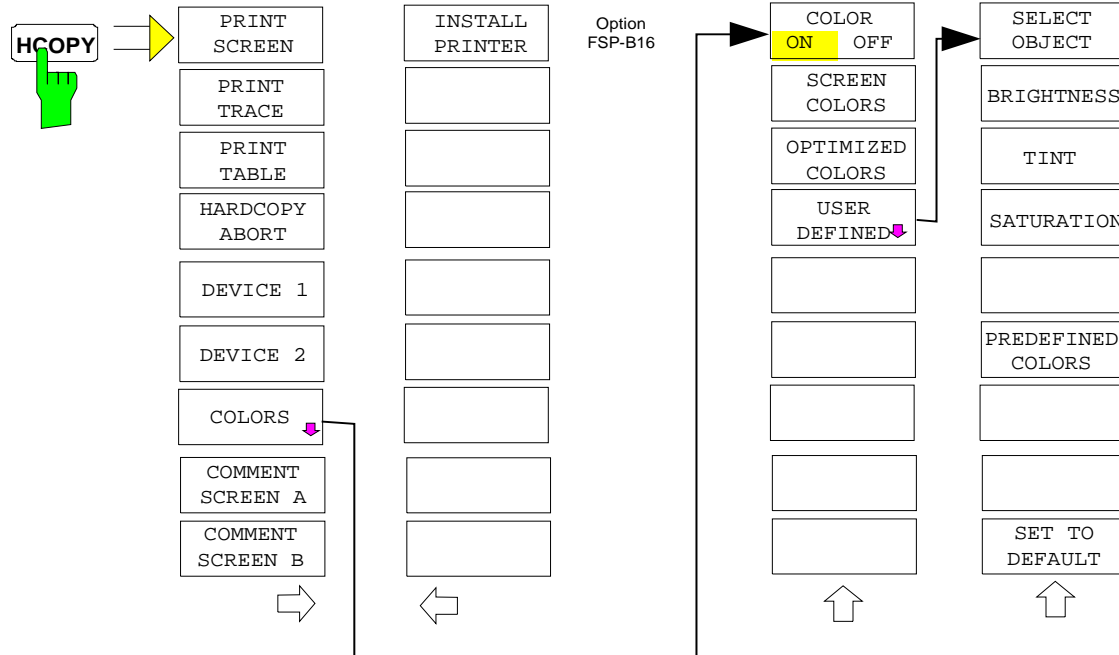 HCOPY
PRINT
SCREEN
PRINT
TRACE
PRINT
TABLE
HARDCOPY
ABORT
DEVICE 1
DEVICE 2
COLORS
COMMENT
SCREEN A
COMMENT
SCREEN B
INSTALL
PRINTER
Option
FSP-B16
COLOR
ON OFF
SCREEN
COLORS
OPTIMIZED
COLORS
USER
DEFINED
SELECT
OBJECT
BRIGHTNESS
TINT
SATURATION
PREDEFINED
COLORS
SET TO
DEFAULT